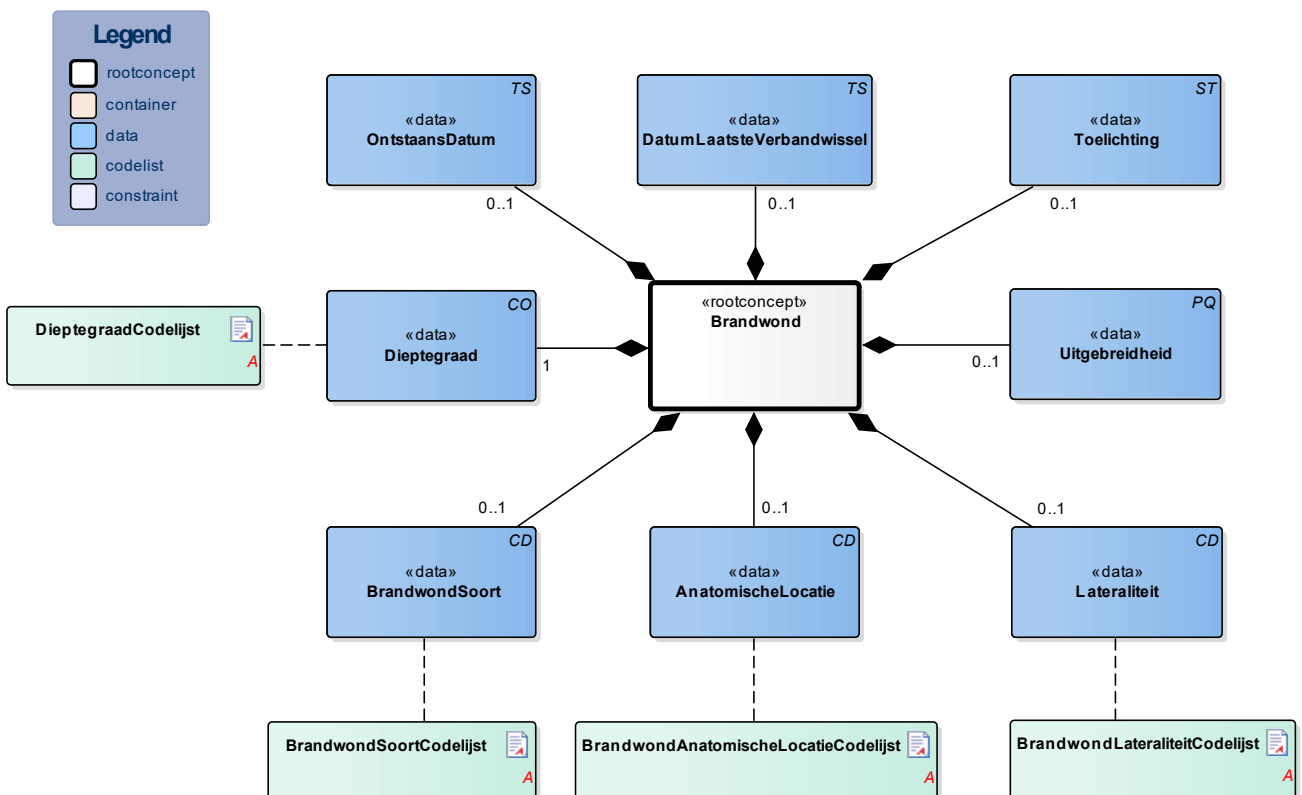 Legend
rootconcept
container
data
codelist
constraint
TS
«data»
OntstaansDatum
0..1
TS
«data»
DatumLaatsteVerbandwissel
0..1
ST
«data»
Toelichting
0..1
DieptegraadCodelijst
A
CO
«data»
Dieptegraad
1
«rootconcept»
Brandwond
PQ
«data»
Uitgebreidheid
0..1
0..1
CD
«data»
BrandwondSoort
0..1
CD
«data»
AnatomischeLocatie
0..1
CD
«data»
Lateraliteit
BrandwondSoortCodelijst
A
BrandwondAnatomischeLocatieCodelijst
A
BrandwondLateraliteitCodelijst
A